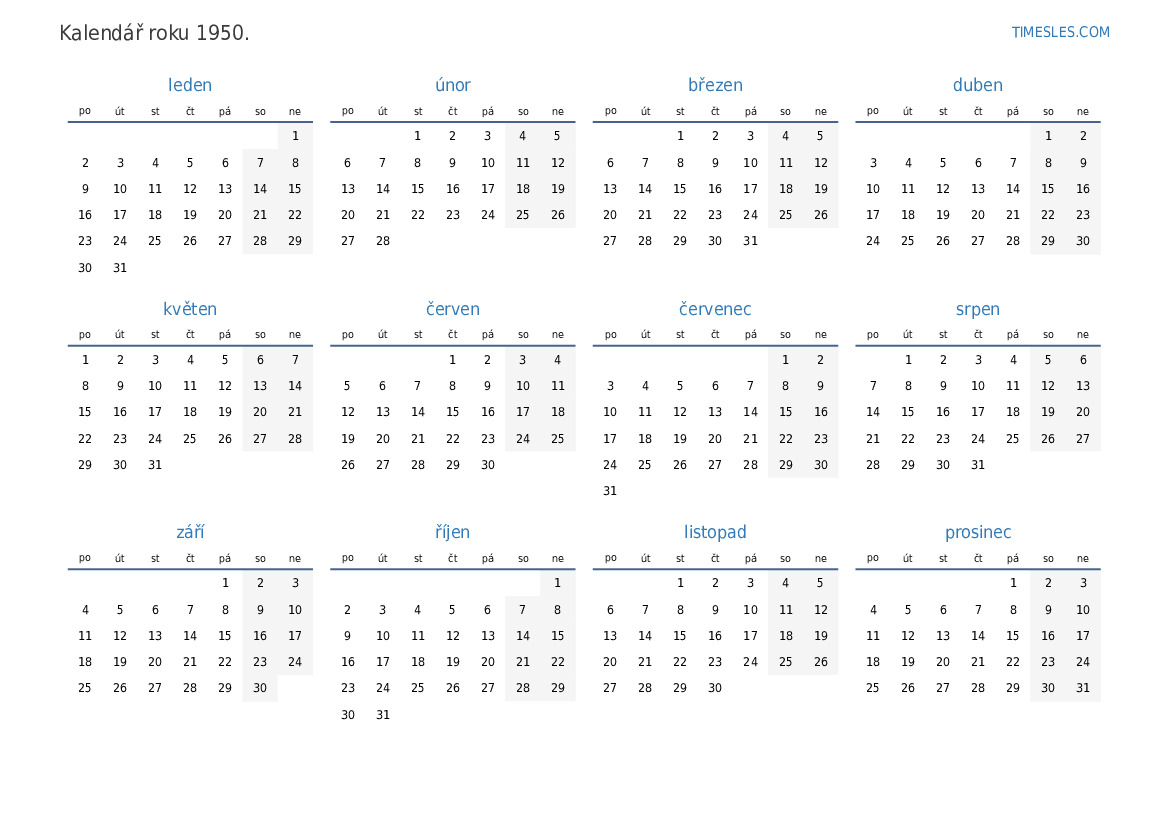 Kalendář roku 1950. TIMESLES.COM
leden únor březen duben
po út st čt pá so ne po út st čt pá so ne po út st čt pá so ne po út st čt pá so ne
1 1 2 3 4 5 1 2 3 4 5 1 2
2 3 4 5 6 7 8 6 7 8 9 10 11 12 6 7 8 9 10 11 12 3 4 5 6 7 8 9
9 10 11 12 13 14 15 13 14 15 16 17 18 19 13 14 15 16 17 18 19 10 11 12 13 14 15 16
16 17 18 19 20 21 22 20 21 22 23 24 25 26 20 21 22 23 24 25 26 17 18 19 20 21 22 23
23 24 25 26 27 28 29 27 28 27 28 29 30 31 24 25 26 27 28 29 30
30 31
květen červen červenec srpen
po út st čt pá so ne po út st čt pá so ne po út st čt pá so ne po út st čt pá so ne
1 2 3 4 5 6 7 1 2 3 4 1 2 1 2 3 4 5 6
8 9 10 11 12 13 14 5 6 7 8 9 10 11 3 4 5 6 7 8 9 7 8 9 10 11 12 13
15 16 17 18 19 20 21 12 13 14 15 16 17 18 10 11 12 13 14 15 16 14 15 16 17 18 19 20
22 23 24 25 26 27 28 19 20 21 22 23 24 25 17 18 19 20 21 22 23 21 22 23 24 25 26 27
29 30 31 26 27 28 29 30 24 25 26 27 28 29 30 28 29 30 31
31
září říjen listopad prosinec
po út st čt pá so ne po út st čt pá so ne po út st čt pá so ne po út st čt pá so ne
1 2 3 1 1 2 3 4 5 1 2 3
4 5 6 7 8 9 10 2 3 4 5 6 7 8 6 7 8 9 10 11 12 4 5 6 7 8 9 10
11 12 13 14 15 16 17 9 10 11 12 13 14 15 13 14 15 16 17 18 19 11 12 13 14 15 16 17
18 19 20 21 22 23 24 16 17 18 19 20 21 22 20 21 22 23 24 25 26 18 19 20 21 22 23 24
25 26 27 28 29 30 23 24 25 26 27 28 29 27 28 29 30 25 26 27 28 29 30 31
30 31